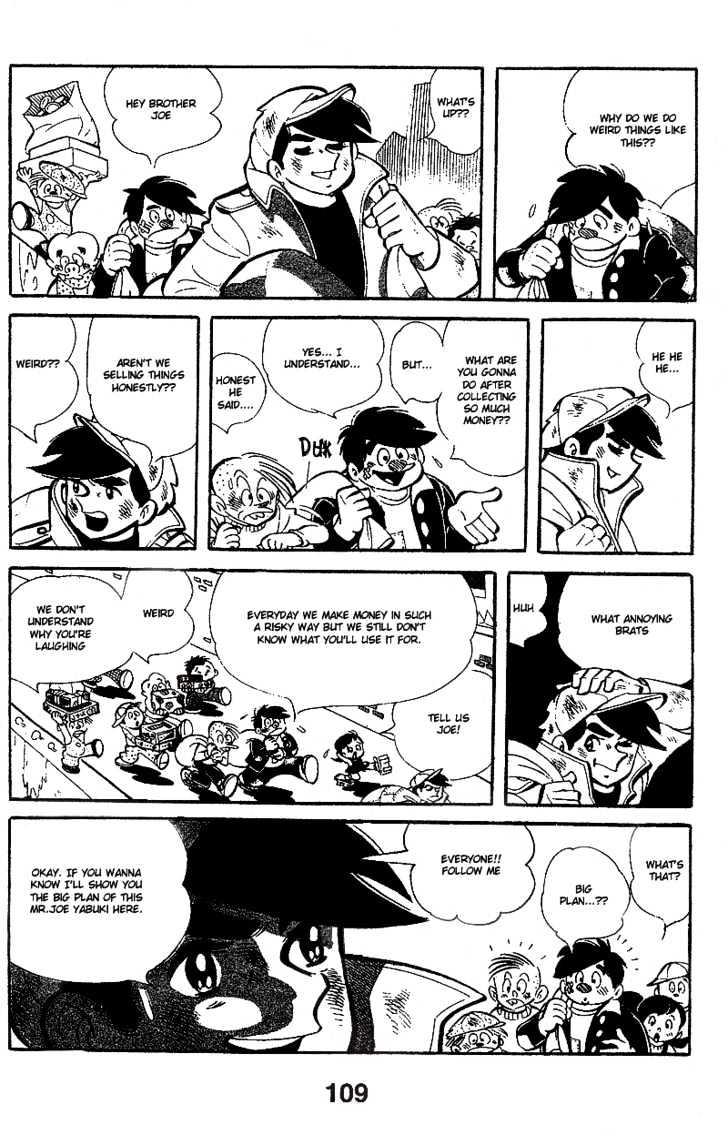 HEY BROTHER
JOE
WHAT'S
UP??
WHY DO WE DO
WEIRD THINGS LIKE
THIS??
WEIRD??
AREN'T WE
SELLING THINGS
HONESTLY??
HONEST
HE
SAID....
YES... I
UNDERSTAND...
BUT...
WHAT ARE
YOU GONNA
DO AFTER
COLLECTING
SO MUCH
MONEY??
HE HE
HE...
WE DON'T
UNDERSTAND
WHY YOU'RE
LAUGHING
WEIRD
EVERYDAY WE MAKE MONEY IN SUCH
A RISKY WAY BUT WE STILL DON'T
KNOW WHAT YOU'LL USE IT FOR.
TELL US
JOE!
HUH
WHAT ANNOYING
BRATS
OKAY. IF YOU WANNA
KNOW I'LL SHOW YOU
THE BIG PLAN OF THIS
MR.JOE YABUKI HERE.
EVERYONE!!
FOLLOW ME
BIG
PLAN...??
WHAT'S
THAT?
109